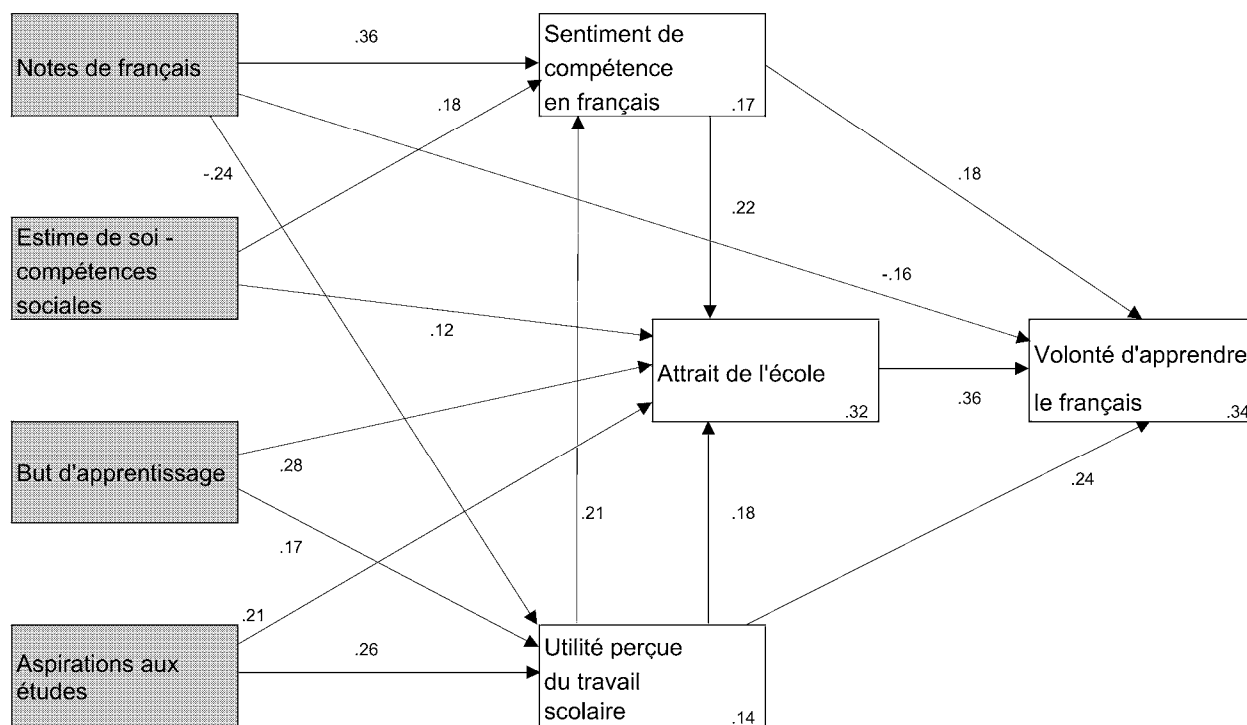 Notes de français
.36
Sentiment de
compétence
en français
.17
.18
-.24
.18
.22
Estime de soi -
compétences
sociales
-.16
.12
Attrait de l'école
.32
.36
Volonté d'apprendre
le français
.34
But d'apprentissage
.28
.21
.18
.24
.17
.21
Aspirations aux
études
.26
Utilité perçue
du travail
scolaire
.14